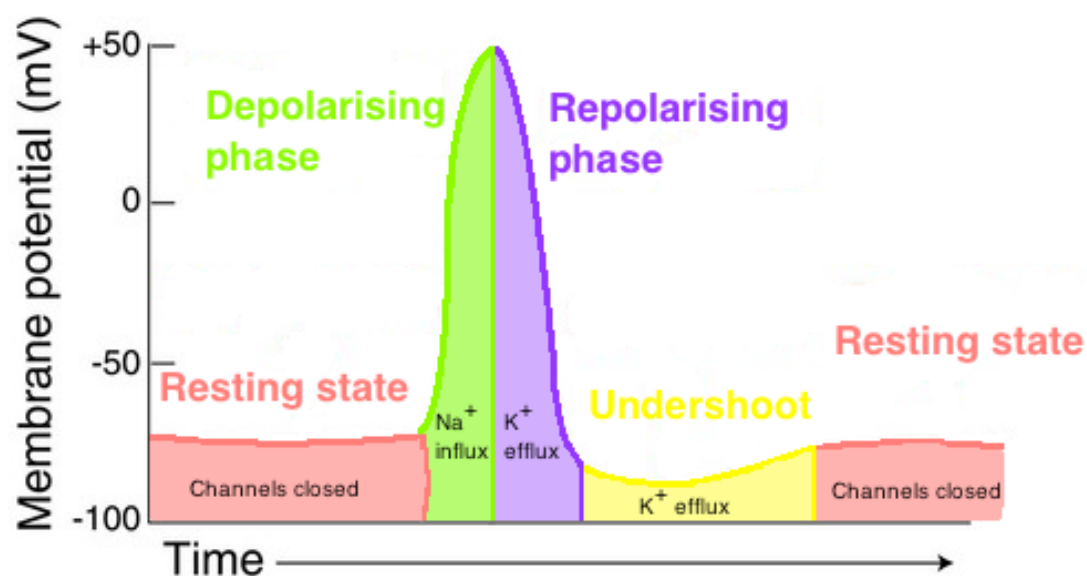 Membrane potential (mV)
+50
0
-50
-100
Depolarising
phase
Repolarising
phase
Resting state
Undershoot
Resting state
Na+
influx
K+
efflux
Channels closed
K+ efflux
Channels closed
Time